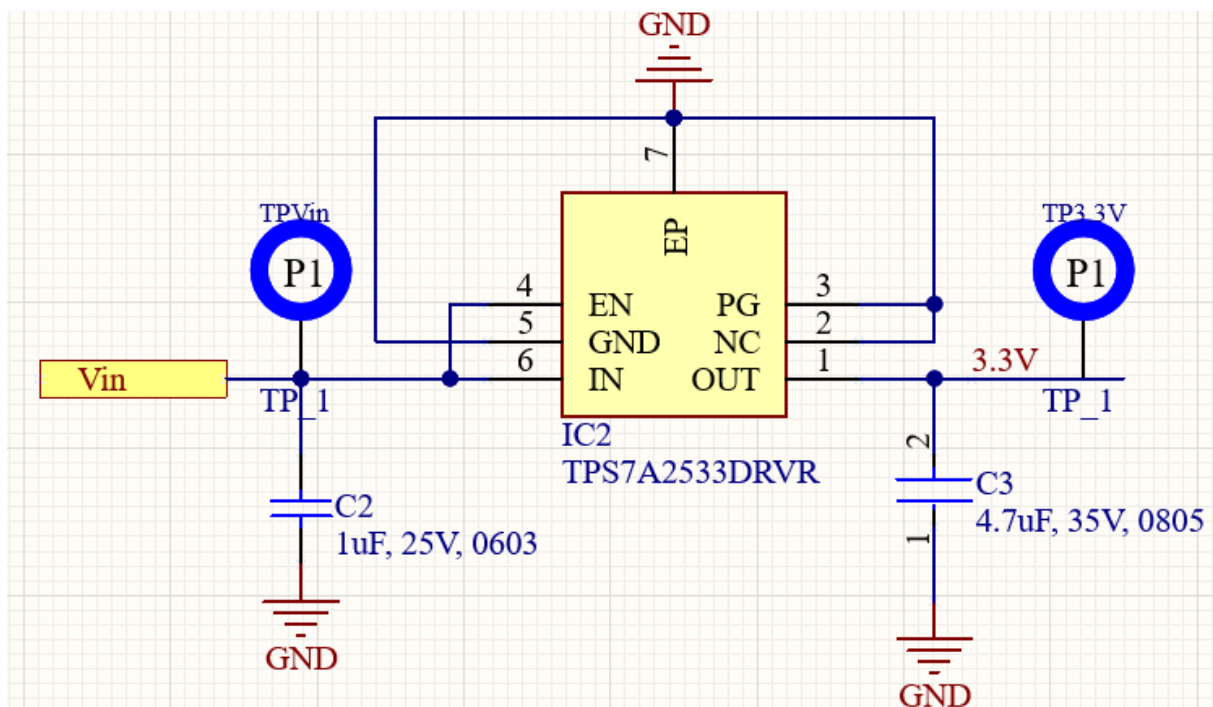 GND
7
EP
TPVin
P1
TP3.3V
P1
4
EN
PG
3
5
GND
NC
2
Vin
6
IN
OUT
1
3.3V
TP_1
TP_1
IC2
TPS7A2533DRVR
2
C3
4.7uF, 35V, 0805
1
C2
1uF, 25V, 0603
GND
GND